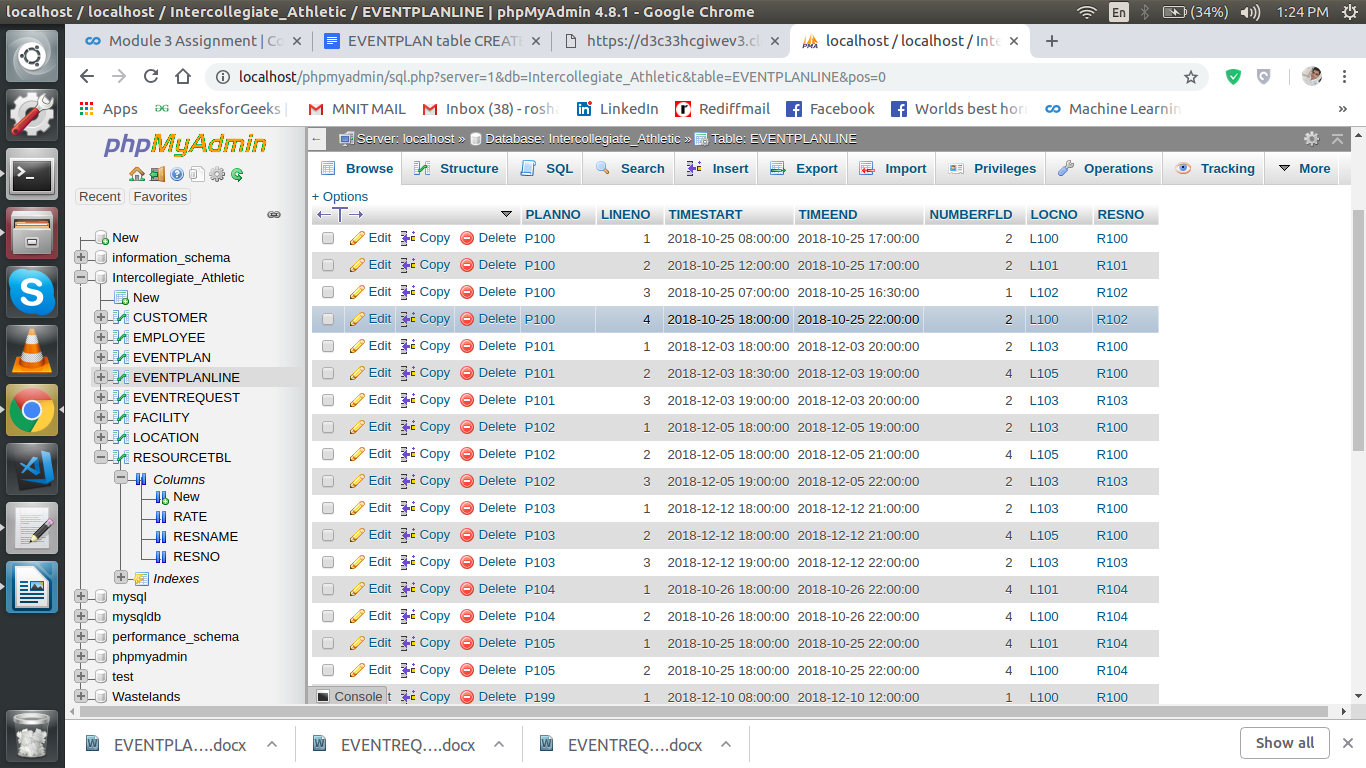 localhost / localhost / Intercollegiate_Athletic / EVENTPLANLINE | phpMyAdmin 4.8.1 - Google Chrome En (34%) 1:24 PM
Module 3 Assignment | Co EVENTPLAN table CREATE https://d3c33hcgiwev3.cl localhost / localhost / Inte
localhost/phpmyadmin/sql.php?server=1&db=Intercollegiate_Athletic&table=EVENTPLANLINE&pos=0
Apps GeeksforGeeks | MNIT MAIL Inbox (38) - rosha LinkedIn Rediffmail Facebook Worlds best hor Machine Learnin »
phpMyAdmin
Recent Favorites
New
information_schema
Intercollegiate_Athletic
New
CUSTOMER
EMPLOYEE
EVENTPLAN
EVENTPLANLINE
EVENTREQUEST
FACILITY
LOCATION
RESOURCETBL
Columns
New
RATE
RESNAME
RESNO
Indexes
mysql
mysqldb
performance_schema
phpmyadmin
test
Wastelands
Server: localhost » Database: Intercollegiate_Athletic » Table: EVENTPLANLINE
Browse Structure SQL Search Insert Export Import Privileges Operations Tracking More
+ Options
←T→ PLANNO LINENO TIMESTART TIMEEND NUMBERFLD LOCNO RESNO
Edit Copy Delete P100 1 2018-10-25 08:00:00 2018-10-25 17:00:00 2 L100 R100
Edit Copy Delete P100 2 2018-10-25 12:00:00 2018-10-25 17:00:00 2 L101 R101
Edit Copy Delete P100 3 2018-10-25 07:00:00 2018-10-25 16:30:00 1 L102 R102
Edit Copy Delete P100 4 2018-10-25 18:00:00 2018-10-25 22:00:00 2 L100 R102
Edit Copy Delete P101 1 2018-12-03 18:00:00 2018-12-03 20:00:00 2 L103 R100
Edit Copy Delete P101 2 2018-12-03 18:30:00 2018-12-03 19:00:00 4 L105 R100
Edit Copy Delete P101 3 2018-12-03 19:00:00 2018-12-03 20:00:00 2 L103 R103
Edit Copy Delete P102 1 2018-12-05 18:00:00 2018-12-05 19:00:00 2 L103 R100
Edit Copy Delete P102 2 2018-12-05 18:00:00 2018-12-05 21:00:00 4 L105 R100
Edit Copy Delete P102 3 2018-12-05 19:00:00 2018-12-05 22:00:00 2 L103 R103
Edit Copy Delete P103 1 2018-12-12 18:00:00 2018-12-12 21:00:00 2 L103 R100
Edit Copy Delete P103 2 2018-12-12 18:00:00 2018-12-12 21:00:00 4 L105 R100
Edit Copy Delete P103 3 2018-12-12 19:00:00 2018-12-12 22:00:00 2 L103 R103
Edit Copy Delete P104 1 2018-10-26 18:00:00 2018-10-26 22:00:00 4 L101 R104
Edit Copy Delete P104 2 2018-10-26 18:00:00 2018-10-26 22:00:00 4 L100 R104
Edit Copy Delete P105 1 2018-10-25 18:00:00 2018-10-25 22:00:00 4 L101 R104
Edit Copy Delete P105 2 2018-10-25 18:00:00 2018-10-25 22:00:00 4 L100 R104
Console t Copy Delete P199 1 2018-12-10 08:00:00 2018-12-10 12:00:00 1 L100 R100
EVENTPLA....docx EVENTREQ....docx EVENTREQ....docx Show all